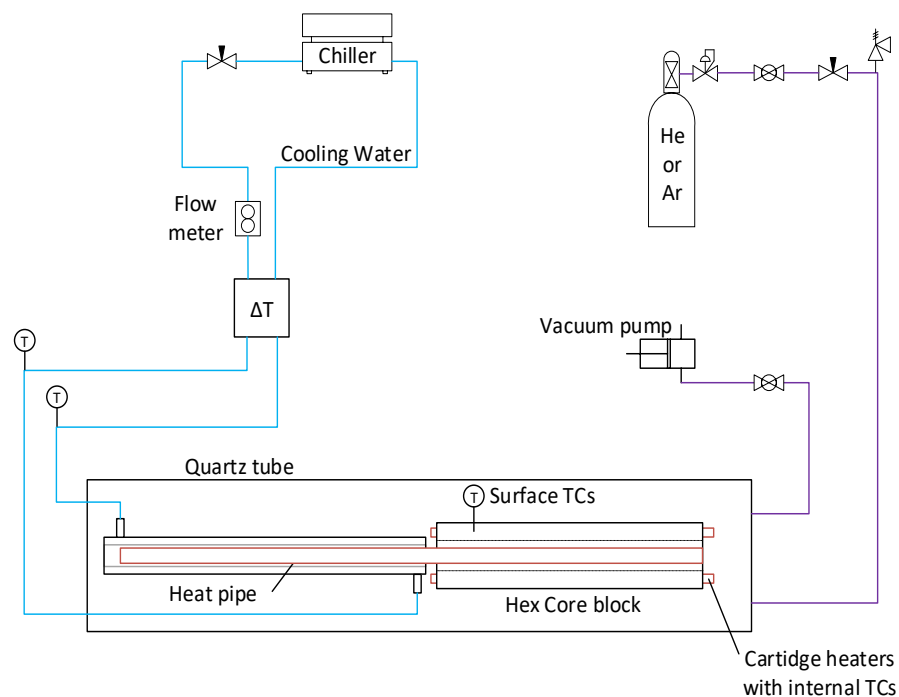 Chiller
Cooling Water
He
or
Ar
Flow
meter
ΔT
Vacuum pump
T
T
Quartz tube
T
Surface TCs
Heat pipe
Hex Core block
Cartidge heaters
with internal TCs